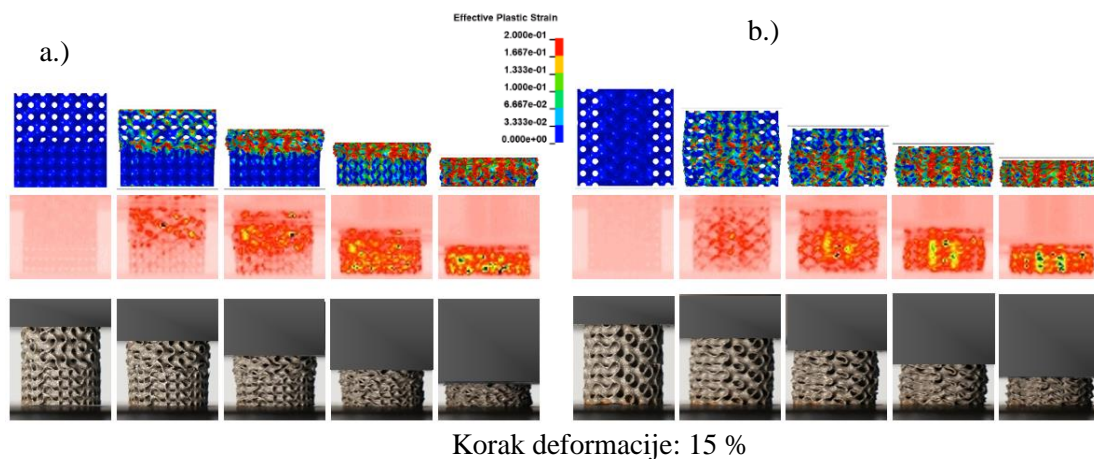 Effective Plastic Strain
a.)
b.)
2.000e-01
1.667e-01
1.333e-01
1.000e-01
6.667e-02
3.333e-02
0.000e+00
Korak deformacije: 15 %